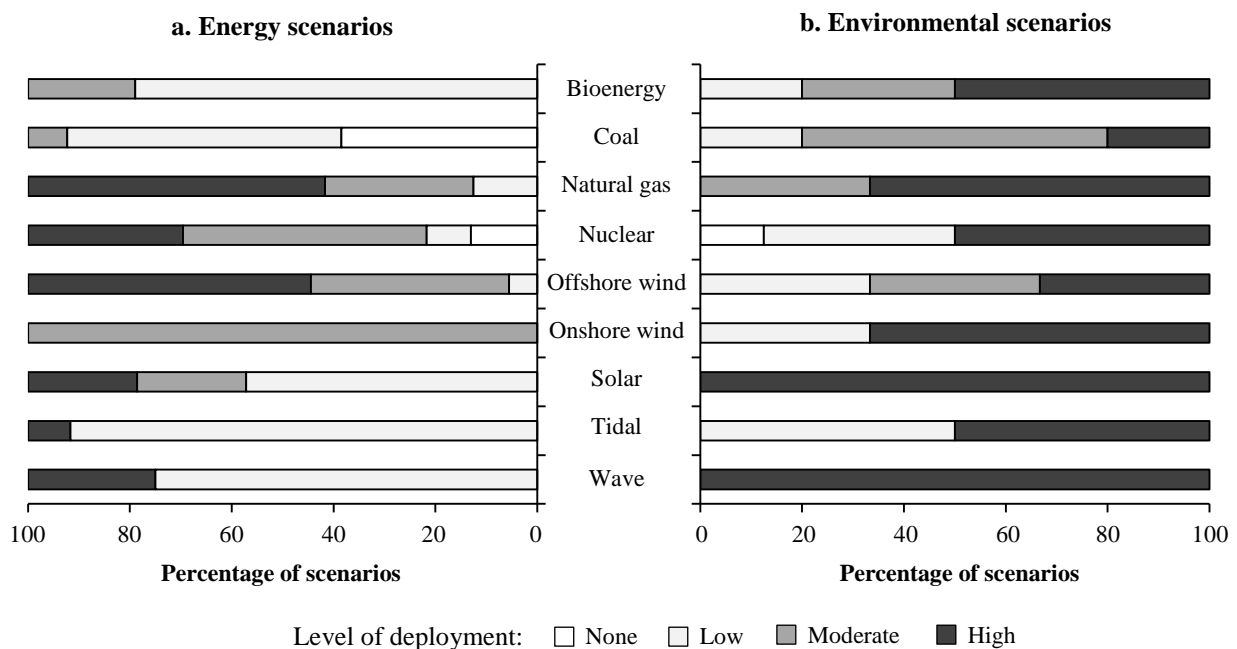 a. Energy scenarios
b. Environmental scenarios
Bioenergy
Coal
Natural gas
Nuclear
Offshore wind
Onshore wind
Solar
Tidal
Wave
100 80 60 40 20 0
0 20 40 60 80 100
Percentage of scenarios
Percentage of scenarios
Level of deployment: None Low Moderate High